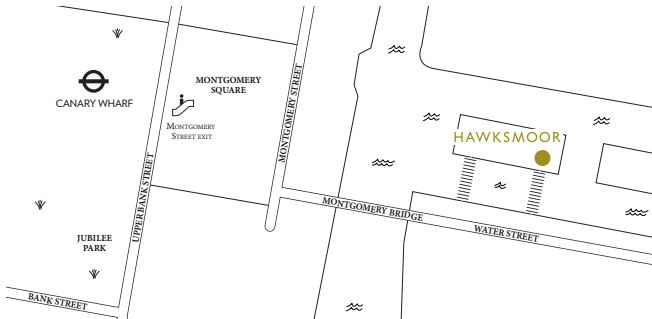 CANARY WHARF
MONTGOMERY
SQUARE
MONTGOMERY
STREET EXIT
MONTGOMERY STREET
UPPER BANK STREET
HAWKSMOOR
MONTGOMERY BRIDGE
WATER STREET
JUBILEE
PARK
BANK STREET